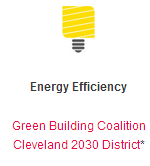 Energy Efficiency
Green Building Coalition
Cleveland 2030 District*